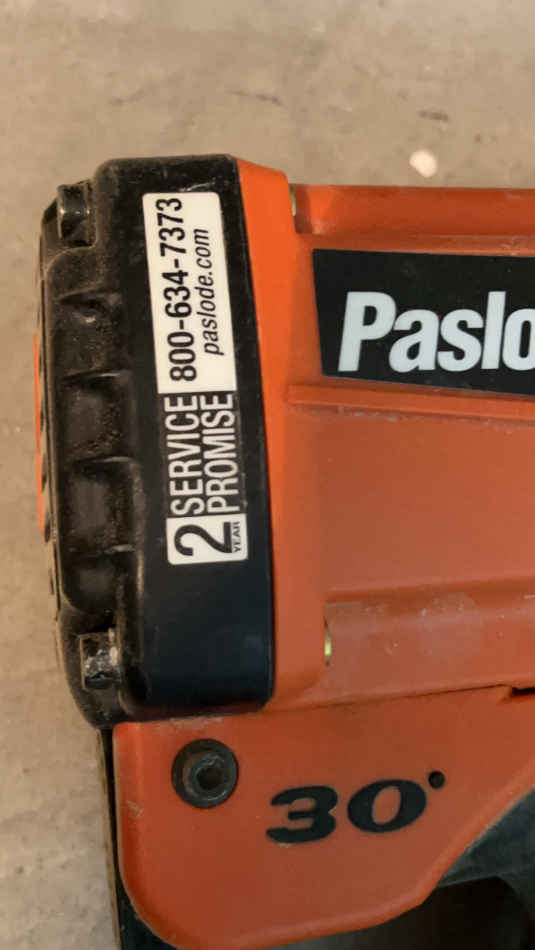 2 YEAR
SERVICE
PROMISE
800-634-7373
paslode.com
Paslo
30°